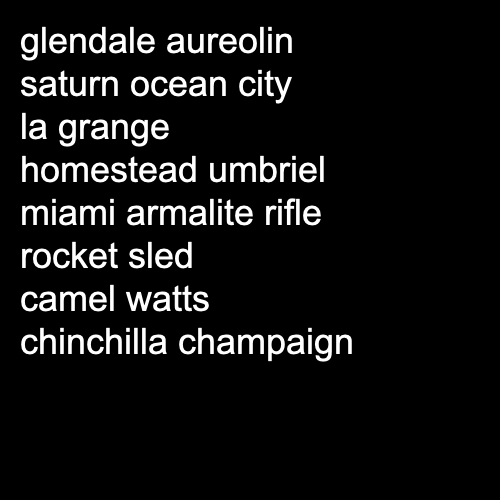 glendale aureolin
saturn ocean city
la grange
homestead umbriel
miami armalite rifle
rocket sled
camel watts
chinchilla champaign